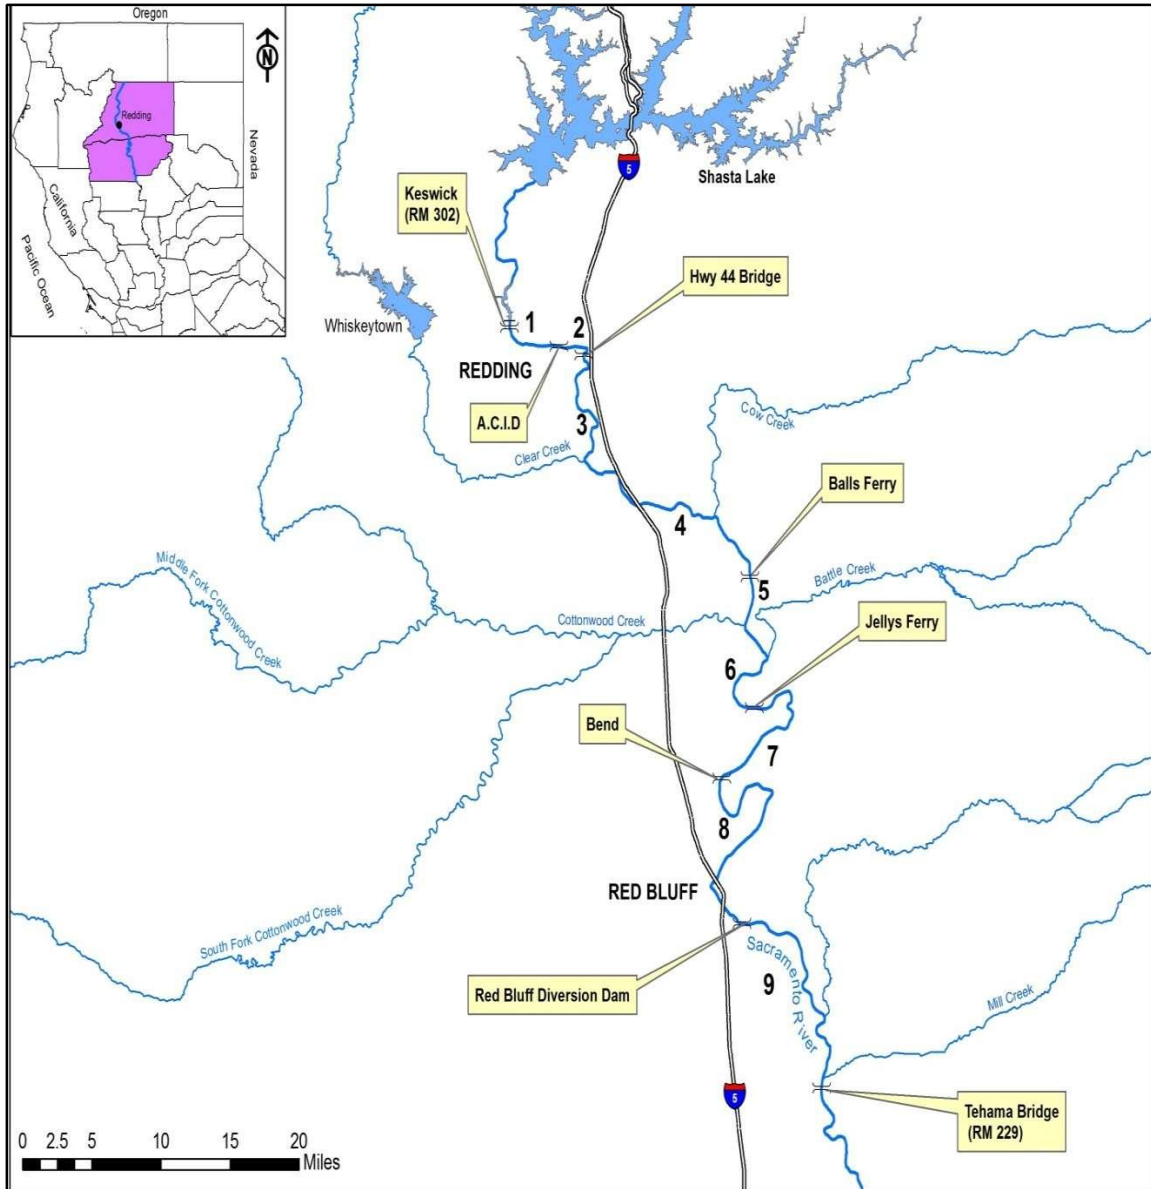 Oregon
N
Redding
Nevada
California
Pacific Ocean
5
Shasta Lake
Keswick
(RM 302)
Hwy 44 Bridge
Whiskeytown
1
2
REDDING
A.C.I.D
3
Clear Creek
Cow Creek
Balls Ferry
4
Middle Fork Cottonwood
Creek
5
Battle Creek
Cottonwood Creek
Jellys Ferry
6
Bend
7
8
RED BLUFF
South Fork Cottonwood Creek
Red Bluff Diversion Dam
Sacramento River
9
Mill Creek
5
Tehama Bridge
(RM 229)
0 2.5 5 10 15 20
Miles